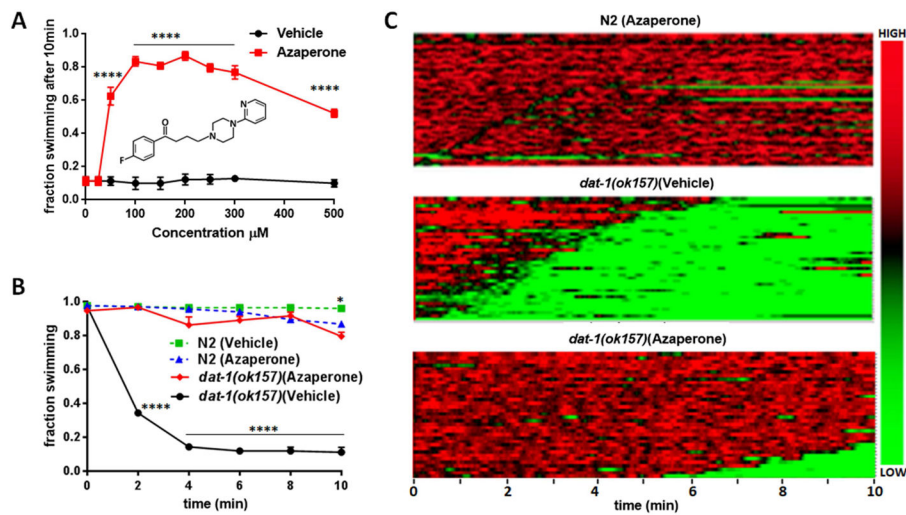 A
****
Vehicle
Azaperone
****
****
fraction swimming after 10min
1.0
0.8
0.6
0.4
0.2
0.0
O
F
N
N
N
0 100 200 300 400 500
Concentration µM
B
fraction swimming
1.0
0.8
0.6
0.4
0.2
0.0
*
N2 (Vehicle)
N2 (Azaperone)
dat-1(ok157)(Azaperone)
dat-1(ok157)(Vehicle)
****
****
0 2 4 6 8 10
time (min)
C
N2 (Azaperone)
HIGH
dat-1(ok157)(Vehicle)
dat-1(ok157)(Azaperone)
LOW
0 2 4 6 8 10
time (min)